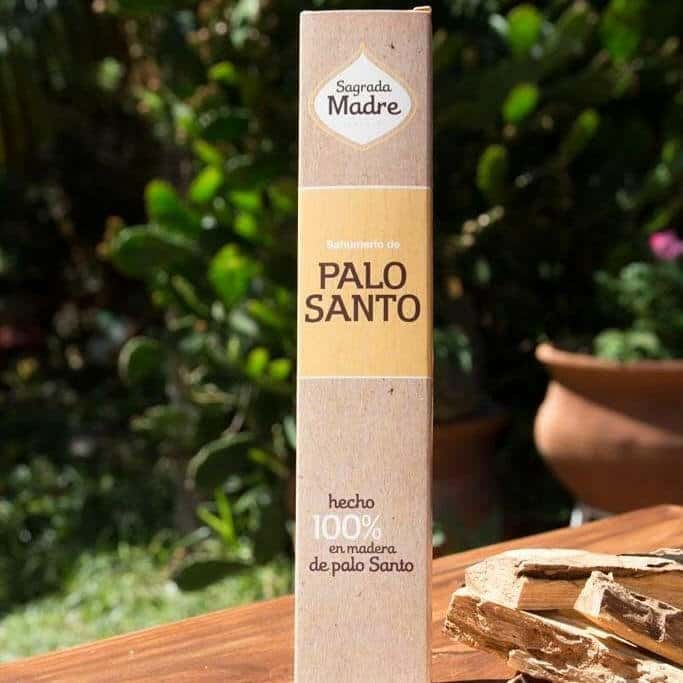 Sagrada
Madre
Sahumerio de
PALO
SANTO
hecho
100%
en madera
de palo Santo